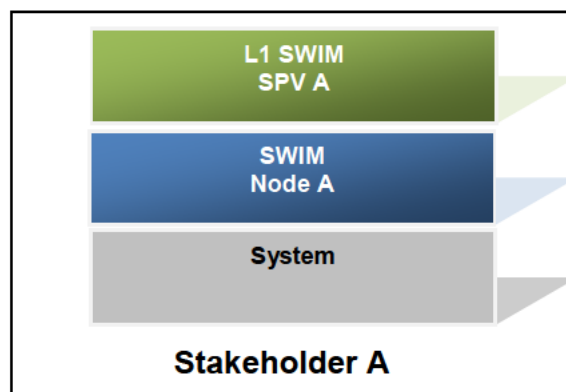 L1 SWIM
SPV A
SWIM
Node A
System
Stakeholder A